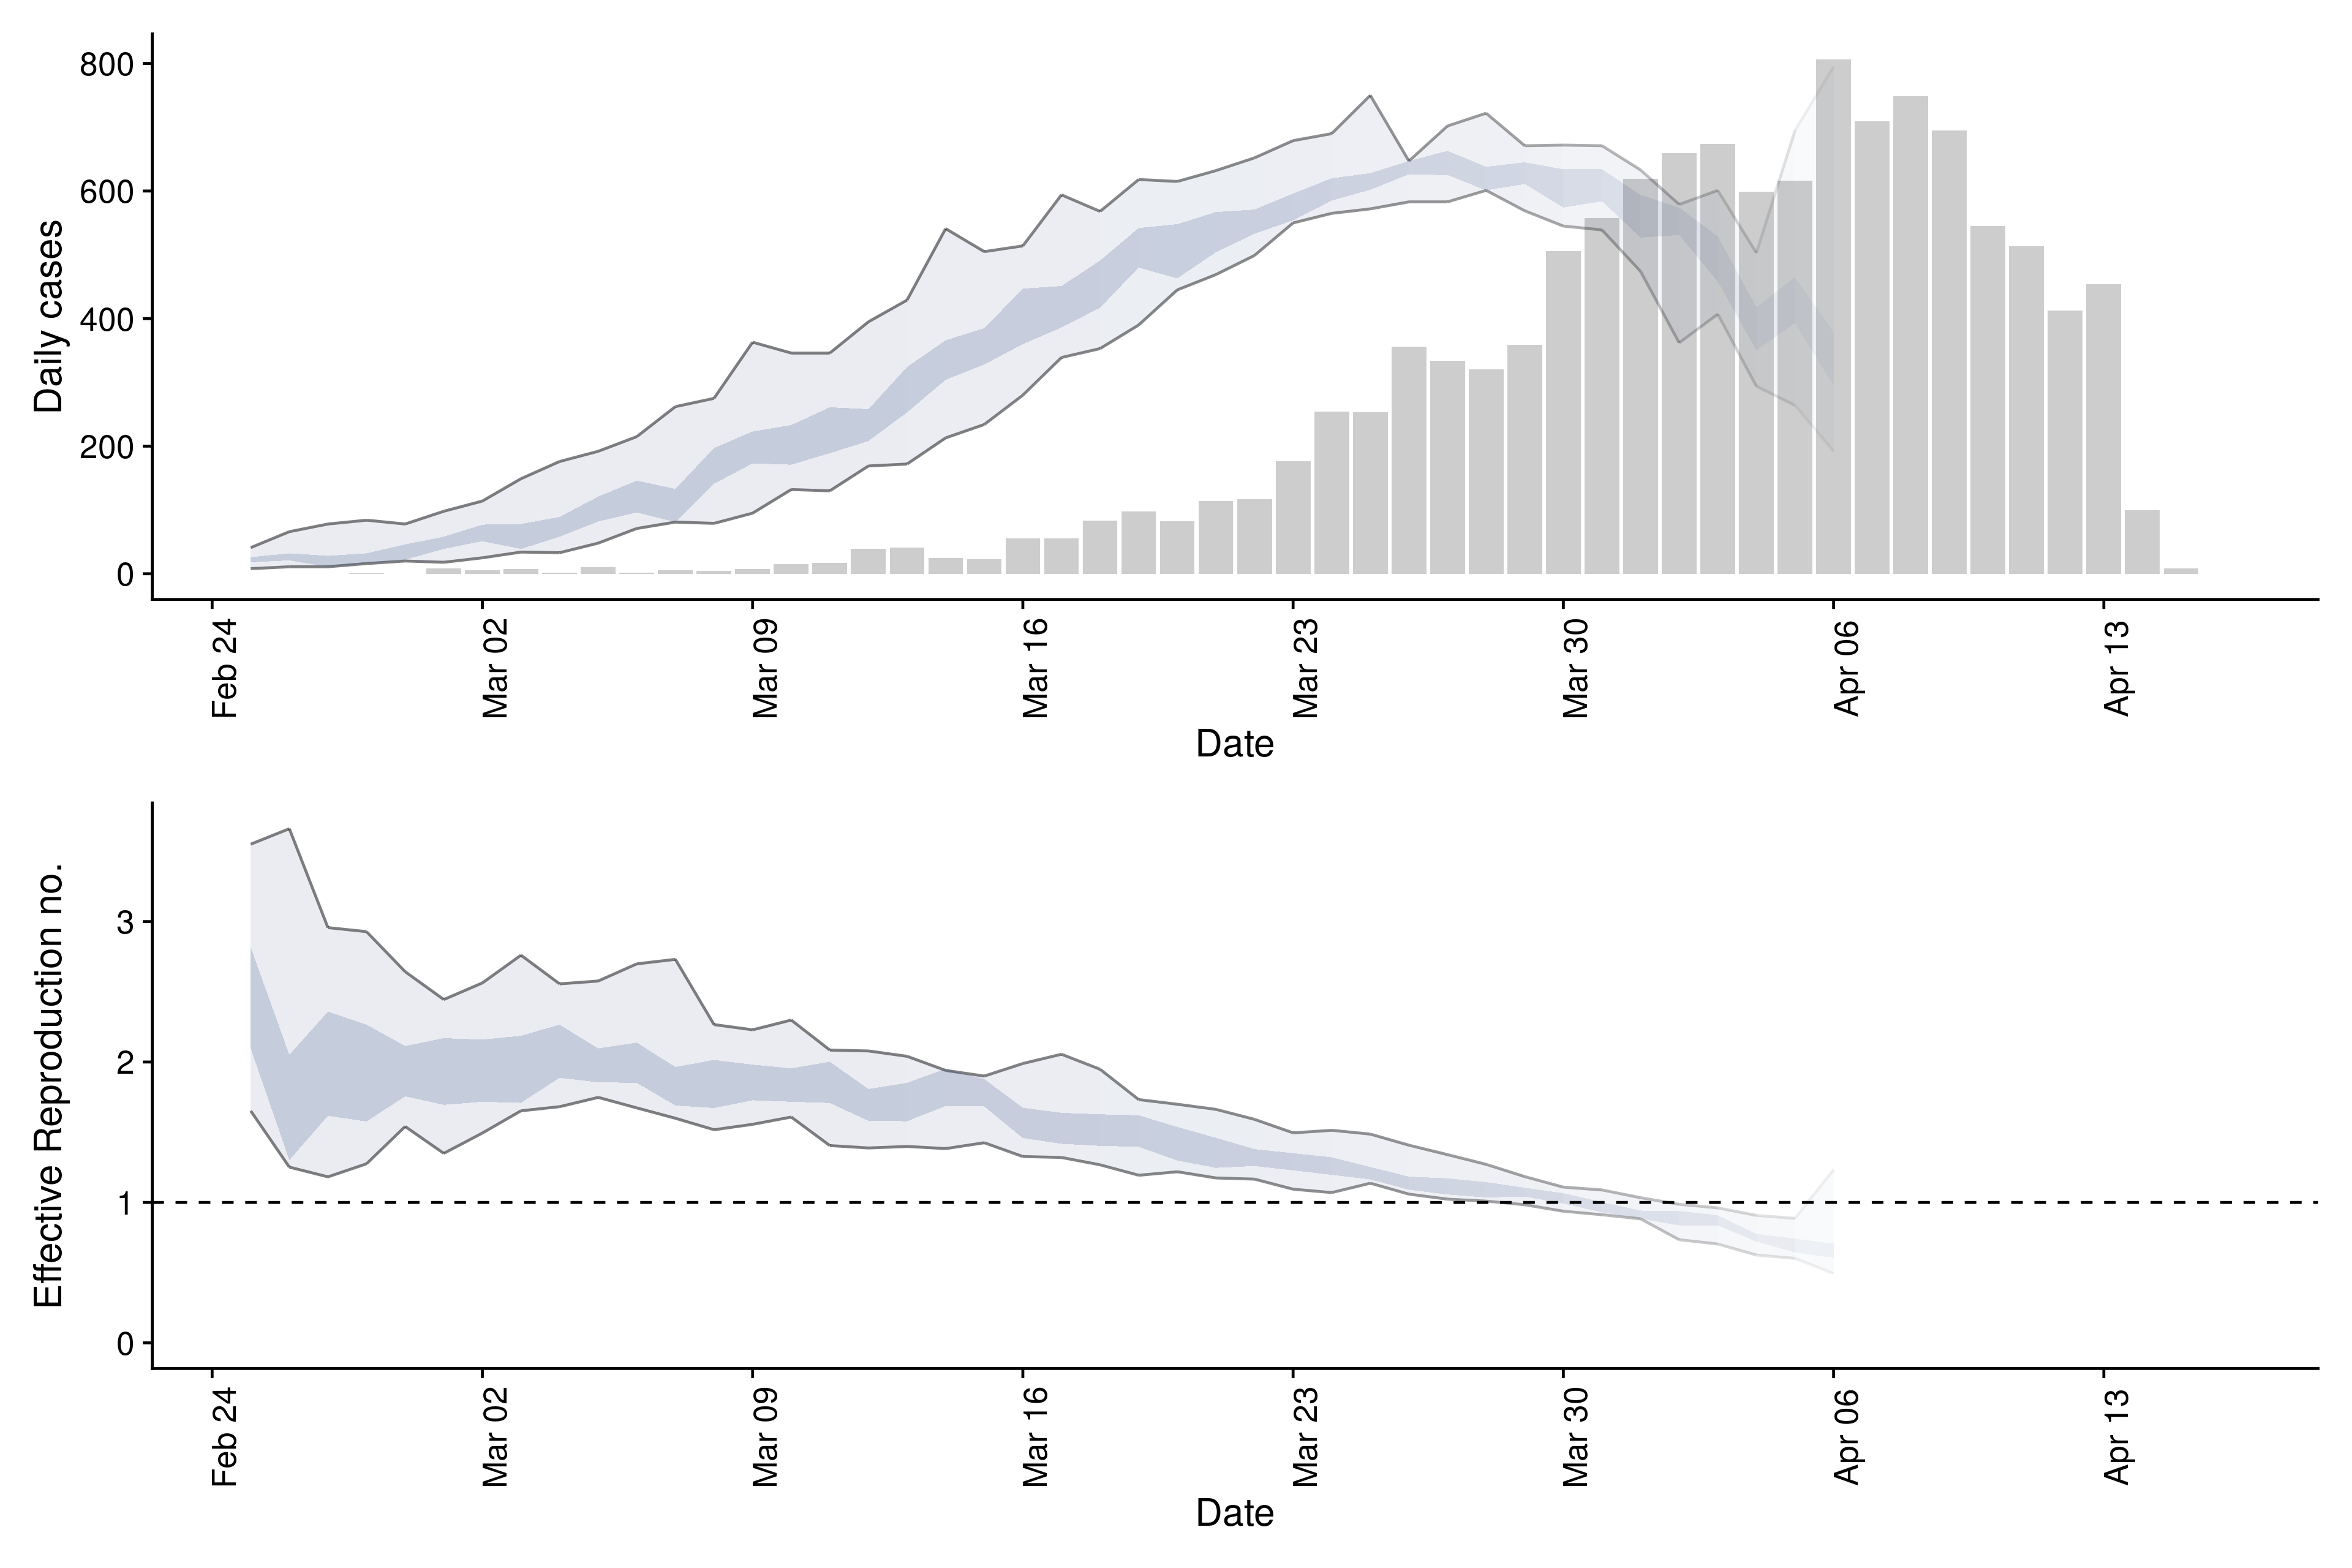 Daily cases
800
600
400
200
0
Feb 24
Mar 02
Mar 09
Mar 16
Mar 23
Mar 30
Apr 06
Apr 13
Date
Effective Reproduction no.
3
2
1
0
Feb 24
Mar 02
Mar 09
Mar 16
Mar 23
Mar 30
Apr 06
Apr 13
Date